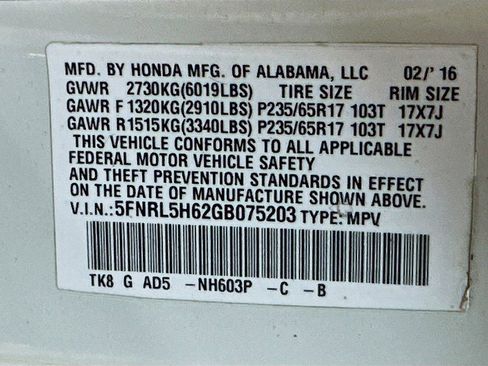 MFD. BY HONDA MFG. OF ALABAMA, LLC 02/' 16
GVWR 2730KG(6019LBS) TIRE SIZE RIM SIZE
GAWR F 1320KG(2910LBS) P235/65R17 103T 17X7J
GAWR R1515KG(3340LBS) P235/65R17 103T 17X7J
THIS VEHICLE CONFORMS TO ALL APPLICABLE
FEDERAL MOTOR VEHICLE SAFETY
AND THEFT PREVENTION STANDARDS IN EFFECT
ON THE DATE OF MANUFACTURE SHOWN ABOVE.
V.I.N.:5FNRL5H62GB075203 TYPE: MPV
TK8 G AD5 -NH603P -C -B